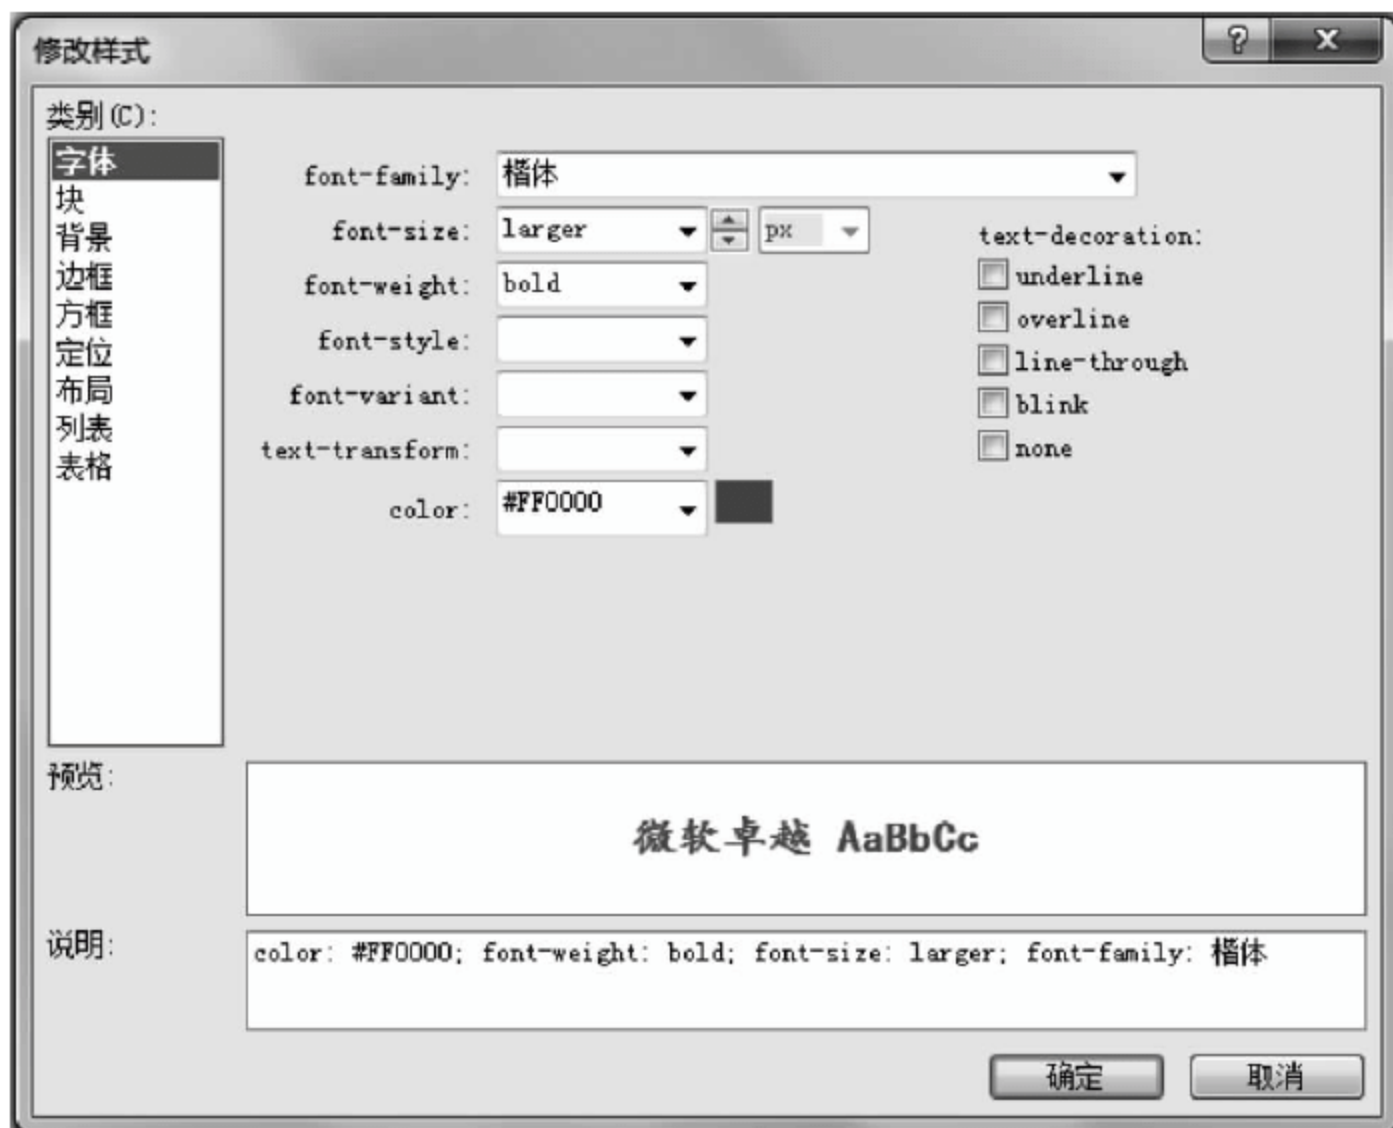 修改样式
类别(C):
字体
块
背景
边框
方框
定位
布局
列表
表格
font-family: 楷体
font-size: larger px
font-weight: bold
font-style:
font-variant:
text-transform:
color: #FF0000
text-decoration:
underline
overline
line-through
blink
none
预览:
微软卓越 AaBbCc
说明:
color: #FF0000; font-weight: bold; font-size: larger; font-family: 楷体
确定 取消